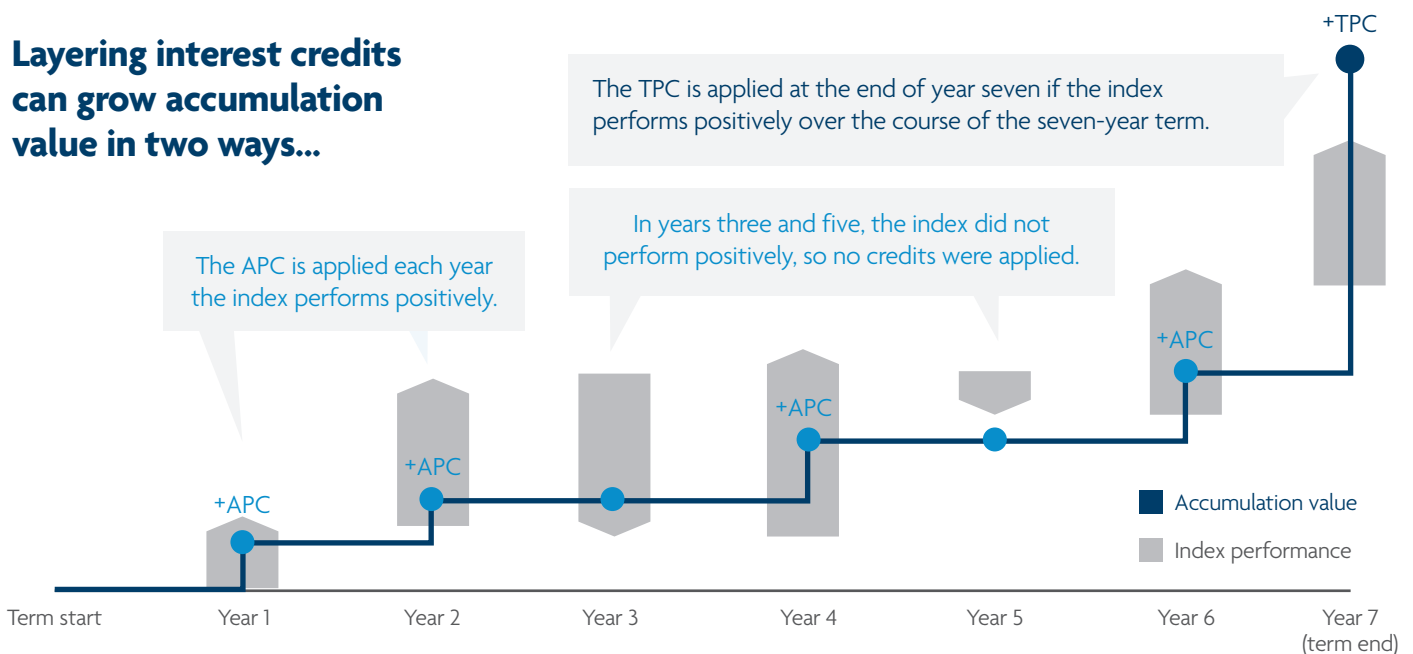 Layering interest credits
can grow accumulation
value in two ways...
+TPC
The TPC is applied at the end of year seven if the index
performs positively over the course of the seven-year term.
In years three and five, the index did not
perform positively, so no credits were applied.
The APC is applied each year
the index performs positively.
+APC
+APC
+APC
+APC
Accumulation value
Index performance
Term start
Year 1
Year 2
Year 3
Year 4
Year 5
Year 6
Year 7
(term end)